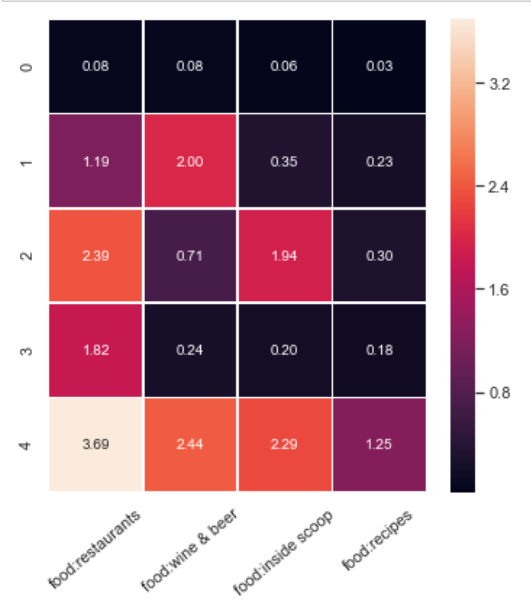 0 0.08 0.08 0.06 0.03
3.2
1 1.19 2.00 0.35 0.23
2.4
2 2.39 0.71 1.94 0.30
1.6
3 1.82 0.24 0.20 0.18
0.8
4 3.69 2.44 2.29 1.25
food:restaurants food:wine & beer food:inside scoop food:recipes